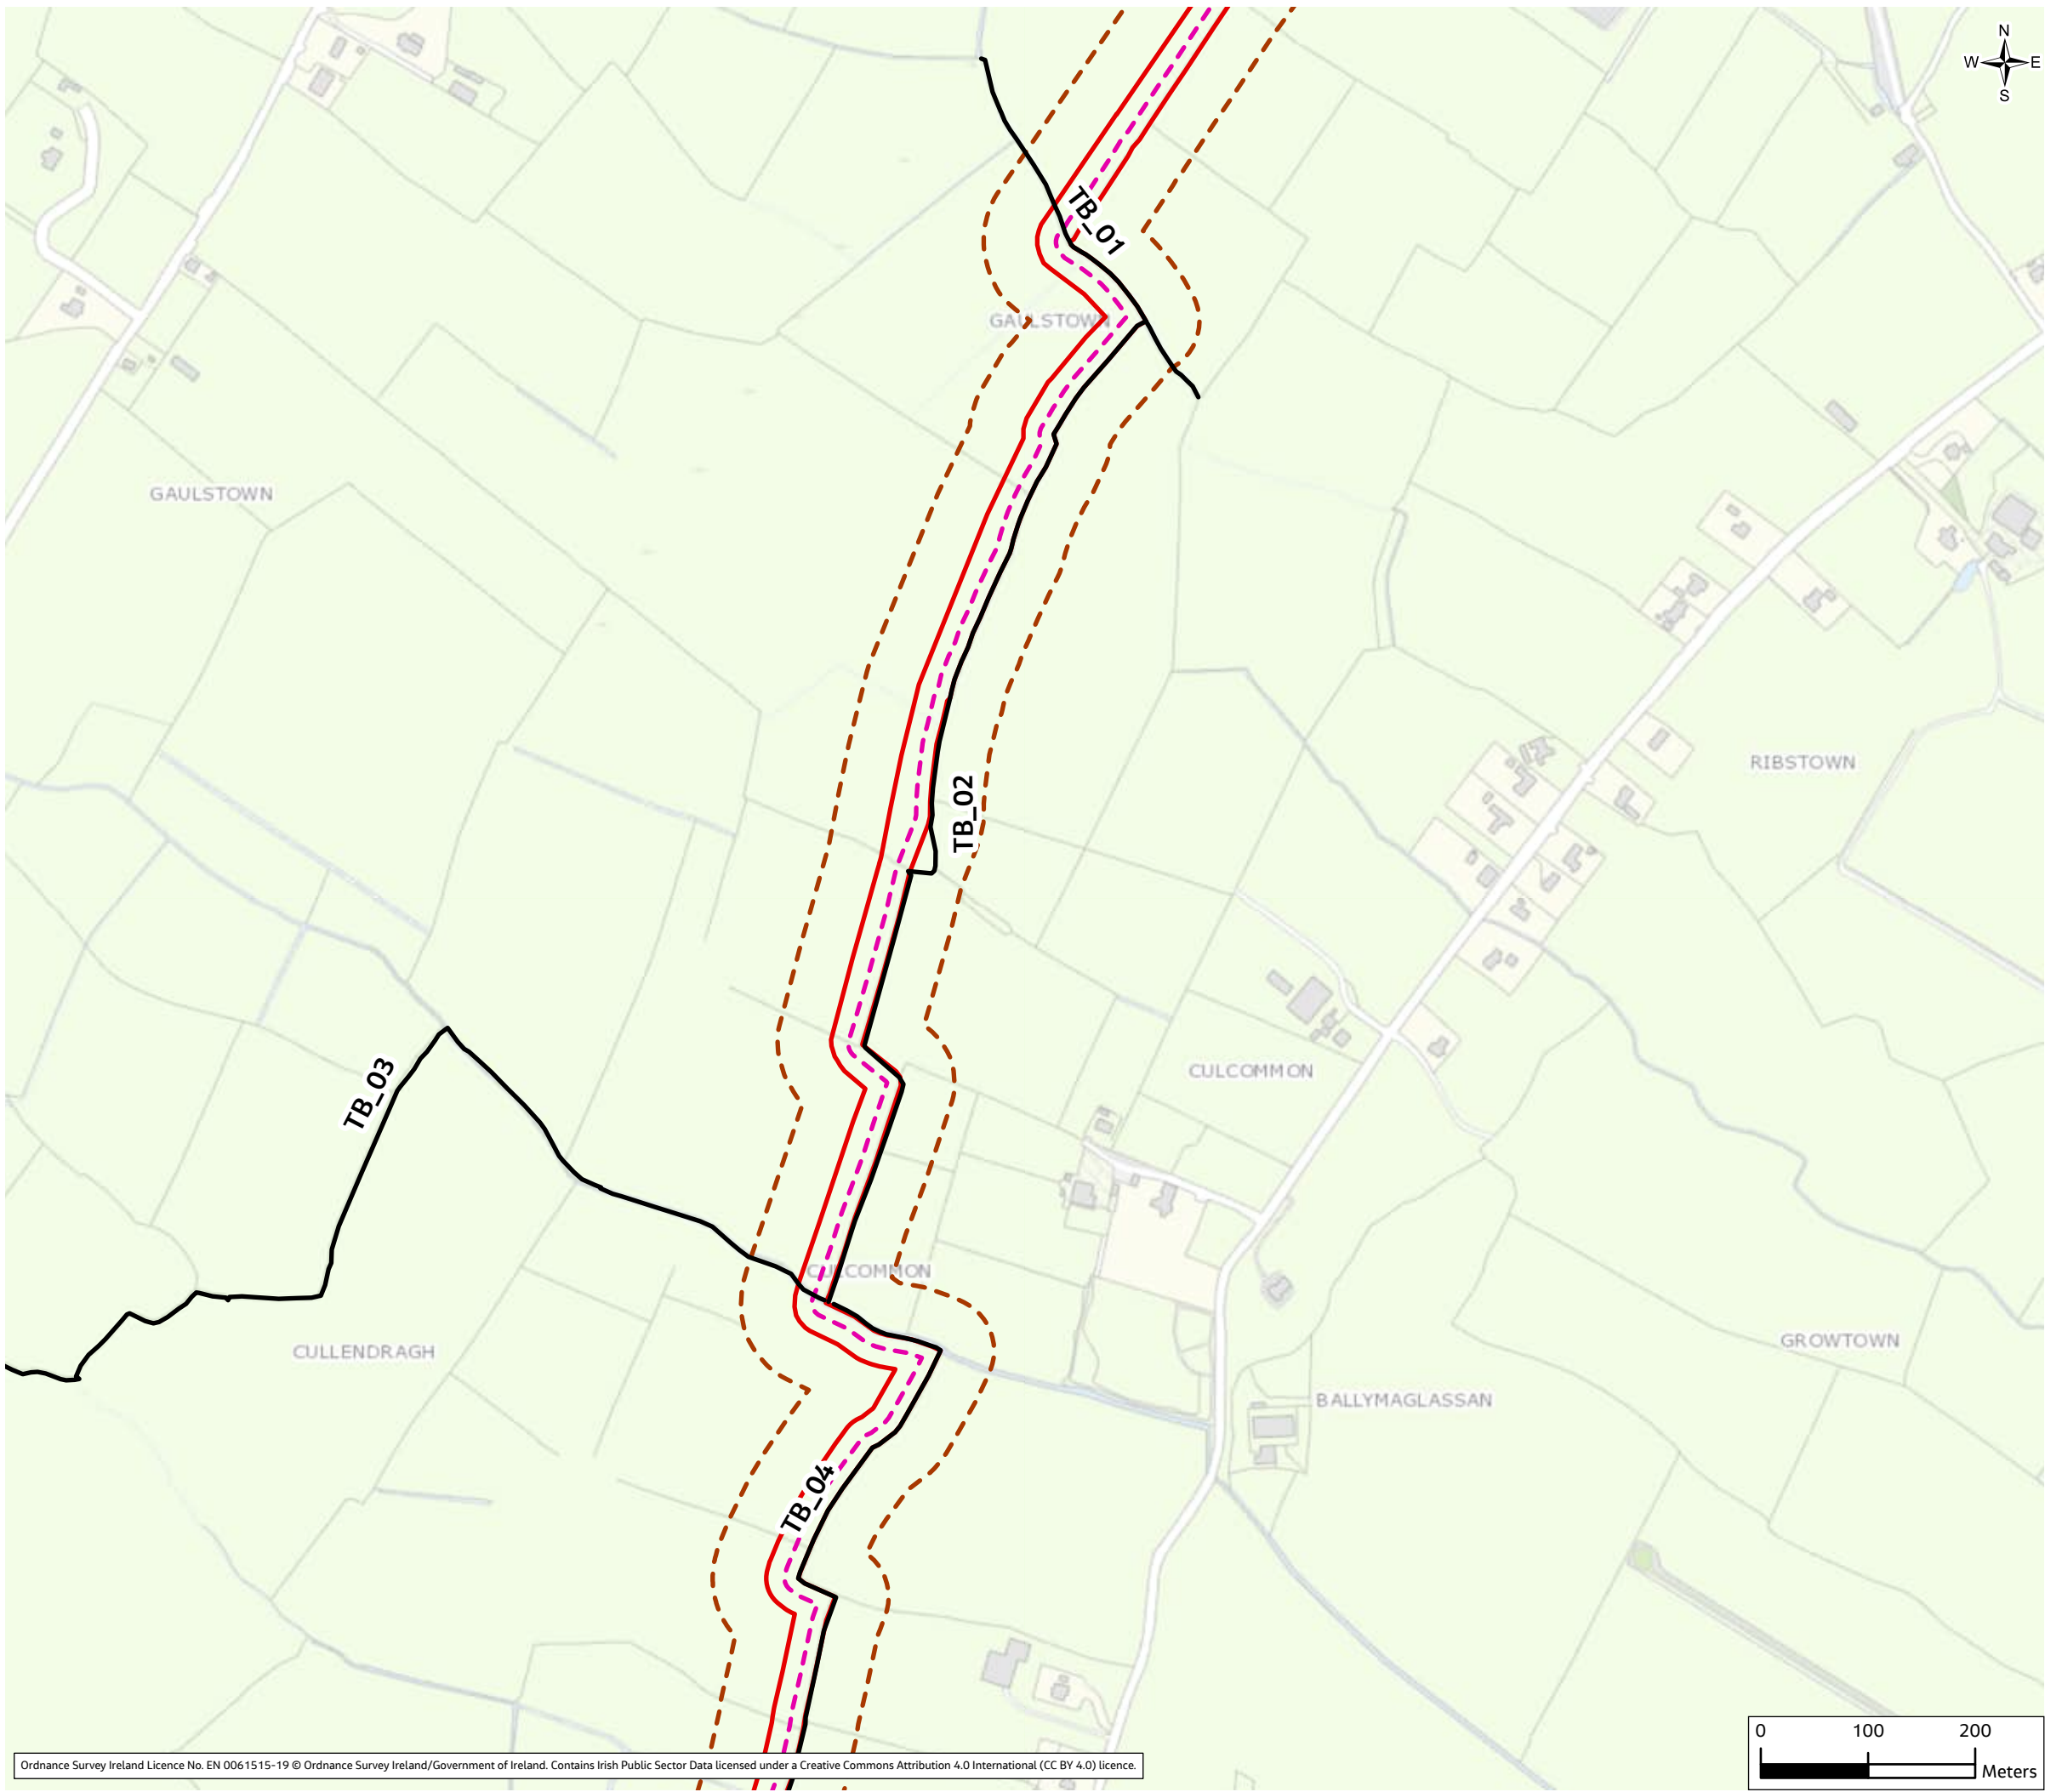 N
W E
S
TB_01
GAULSTOWN
GAULSTOWN
RIBSTOWN
TB_02
TB_03
CULCOMMON
CULCOMMON
GROWTOWN
CULLENDRAGH
BALLYMAGLASSAN
TB_04
0 100 200
Meters
Ordnance Survey Ireland Licence No. EN 0061515-19 © Ordnance Survey Ireland/Government of Ireland. Contains Irish Public Sector Data licensed under a Creative Commons Attribution 4.0 International (CC BY 4.0) licence.